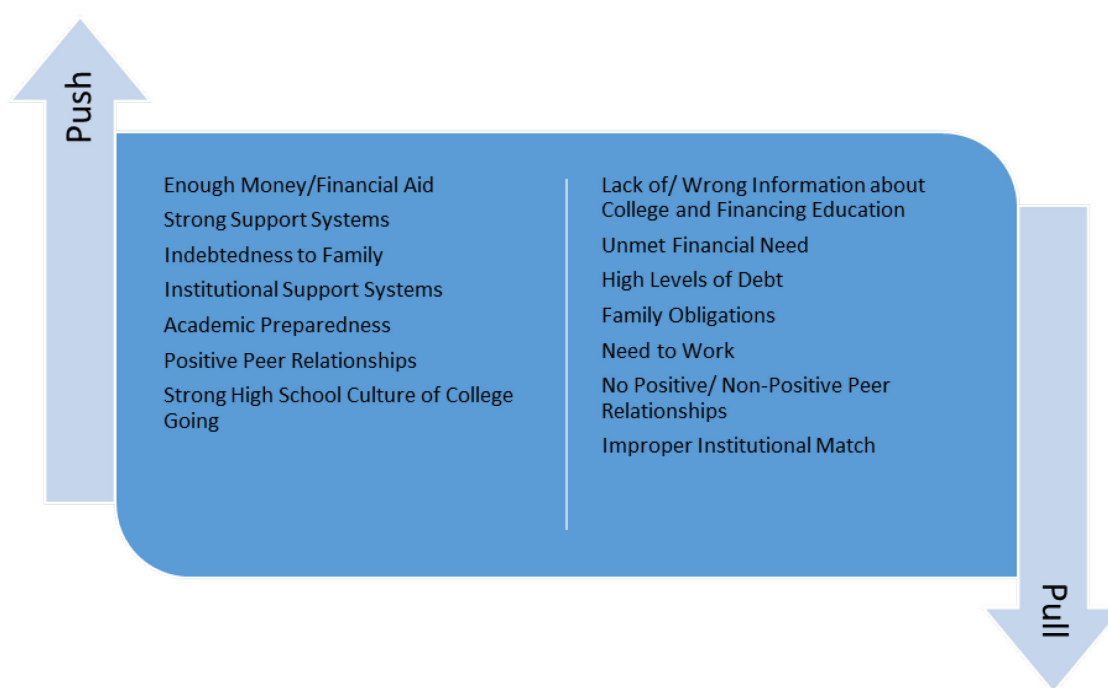 Push
Enough Money/Financial Aid
Strong Support Systems
Indebtedness to Family
Institutional Support Systems
Academic Preparedness
Positive Peer Relationships
Strong High School Culture of College
Going
Lack of/ Wrong Information about
College and Financing Education
Unmet Financial Need
High Levels of Debt
Family Obligations
Need to Work
No Positive/ Non-Positive Peer
Relationships
Improper Institutional Match
Pull